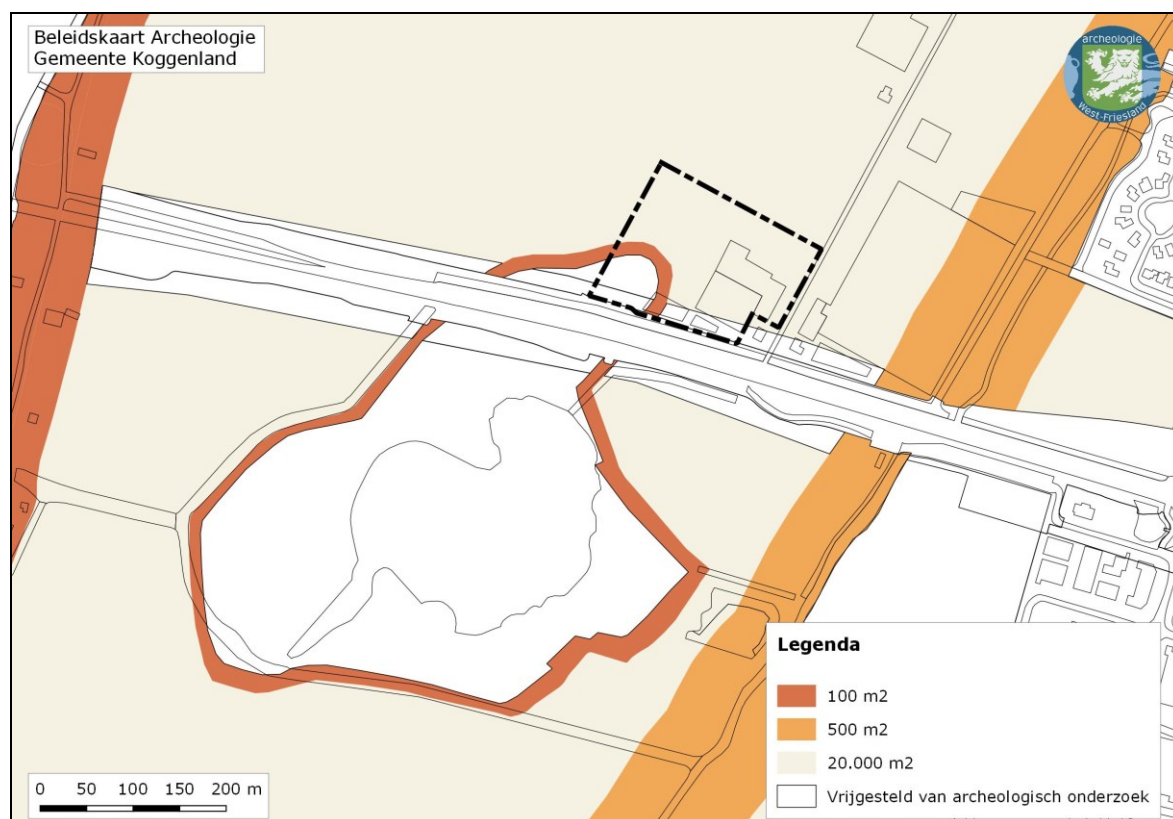 Beleidskaart Archeologie
Gemeente Koggenland
archeologie
West-Friesland
Legenda
100 m2
500 m2
20.000 m2
Vrijgesteld van archeologisch onderzoek
0 50 100 150 200 m